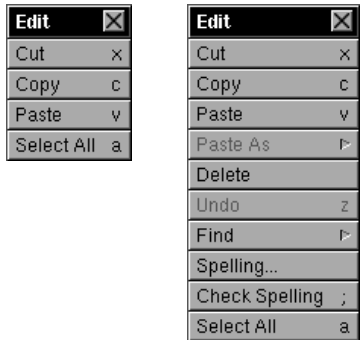 Edit
Cut x
Copy c
Paste v
Select All a
Edit
Cut x
Copy c
Paste v
Paste As
Delete
Undo z
Find
Spelling...
Check Spelling ;
Select All a